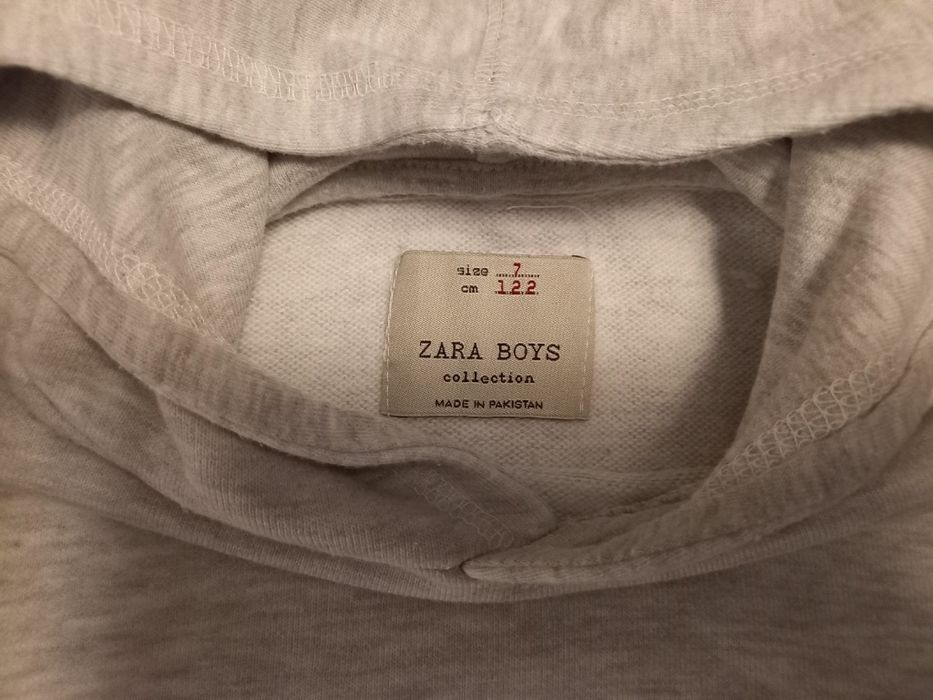 size 7
cm 122
ZARA BOYS
collection
MADE IN PAKISTAN